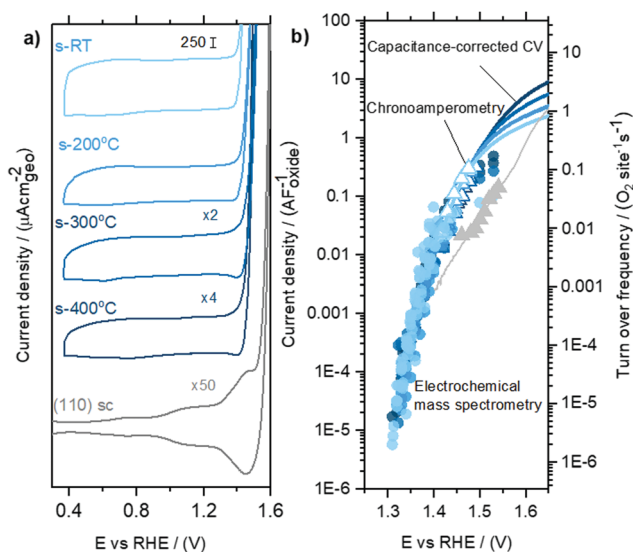 a)
s-RT
250
s-200°C
s-300°C
x2
s-400°C
x4
x50
(110) sc
Current density / (µAcm⁻²geo)
0.4 0.8 1.2 1.6
E vs RHE / (V)
b)
Capacitance-corrected CV
Chronoamperometry
Electrochemical
mass spectrometry
Current density / (AF⁻¹oxide)
100
10
1
0.1
0.01
0.001
1E-4
1E-5
1E-6
1.3 1.4 1.5 1.6
E vs RHE / (V)
10
1
0.1
0.01
0.001
1E-4
1E-5
1E-6
Turn over frequency / (O₂ site⁻¹s⁻¹)